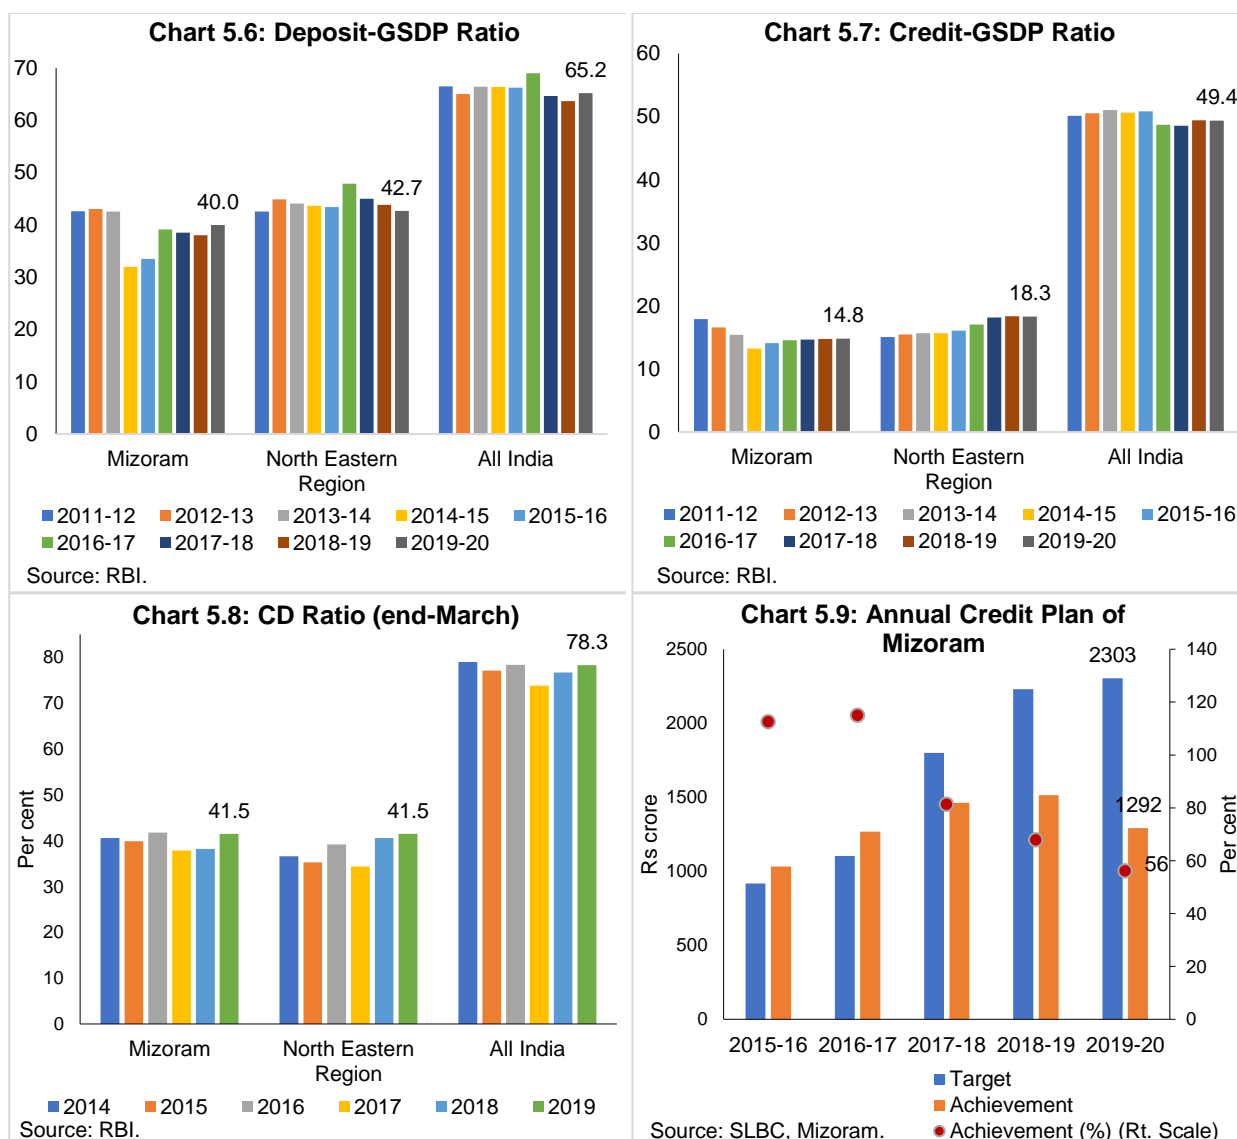 Chart 5.6: Deposit-GSDP Ratio
70
60
50
40
30
20
10
0
40.0
42.7
65.2
Mizoram
North Eastern
Region
All India
2011-12 2012-13 2013-14 2014-15 2015-16
2016-17 2017-18 2018-19 2019-20
Source: RBI.
Chart 5.7: Credit-GSDP Ratio
60
50
40
30
20
10
0
14.8
18.3
49.4
Mizoram
North Eastern
Region
All India
2011-12 2012-13 2013-14 2014-15 2015-16
2016-17 2017-18 2018-19 2019-20
Source: RBI.
Chart 5.8: CD Ratio (end-March)
Per cent
80
70
60
50
40
30
20
10
0
41.5
41.5
78.3
Mizoram
North Eastern
Region
All India
2014 2015 2016 2017 2018 2019
Source: RBI.
Chart 5.9: Annual Credit Plan of
Mizoram
Rs crore
2500
2000
1500
1000
500
0
2303
1292
56
140
120
100
80
60
40
20
0
Per cent
2015-16 2016-17 2017-18 2018-19 2019-20
Target
Achievement
Achievement (%) (Rt. Scale)
Source: SLBC, Mizoram.